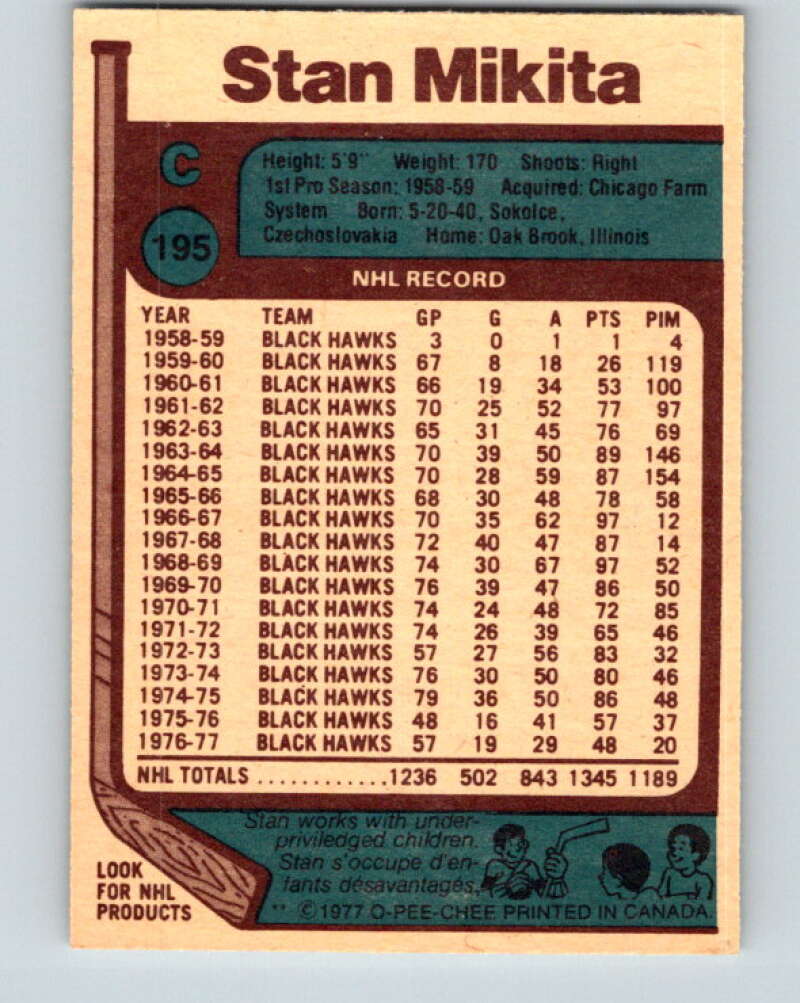 Stan Mikita
C
195
Height: 5'9" Weight: 170 Shoots: Right
1st Pro Season: 1958-59 Acquired: Chicago Farm
System Born: 5-20-40, Sokolce,
Czechoslovakia Home: Oak Brook, Illinois
NHL RECORD
YEAR TEAM GP G A PTS PIM
1958-59 BLACK HAWKS 3 0 1 1 4
1959-60 BLACK HAWKS 67 8 18 26 119
1960-61 BLACK HAWKS 66 19 34 53 100
1961-62 BLACK HAWKS 70 25 52 77 97
1962-63 BLACK HAWKS 65 31 45 76 69
1963-64 BLACK HAWKS 70 39 50 89 146
1964-65 BLACK HAWKS 70 28 59 87 154
1965-66 BLACK HAWKS 68 30 48 78 58
1966-67 BLACK HAWKS 70 35 62 97 12
1967-68 BLACK HAWKS 72 40 47 87 14
1968-69 BLACK HAWKS 74 30 67 97 52
1969-70 BLACK HAWKS 76 39 47 86 50
1970-71 BLACK HAWKS 74 24 48 72 85
1971-72 BLACK HAWKS 74 26 39 65 46
1972-73 BLACK HAWKS 57 27 56 83 32
1973-74 BLACK HAWKS 76 30 50 80 46
1974-75 BLACK HAWKS 79 36 50 86 48
1975-76 BLACK HAWKS 48 16 41 57 37
1976-77 BLACK HAWKS 57 19 29 48 20
NHL TOTALS ............1236 502 843 1345 1189
Stan works with under-
priviledged children.
Stan s'occupe d'en-
fants désavantagés.
LOOK
FOR NHL
PRODUCTS
** ©1977 O-PEE-CHEE PRINTED IN CANADA.